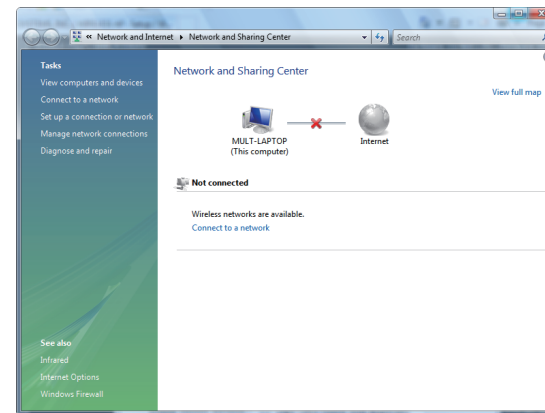 « Network and Internet ▸ Network and Sharing Center
Search
Tasks
View computers and devices
Connect to a network
Set up a connection or network
Manage network connections
Diagnose and repair
See also
Infrared
Internet Options
Windows Firewall
Network and Sharing Center
View full map
MULT-LAPTOP
(This computer)
Internet
Not connected
Wireless networks are available.
Connect to a network